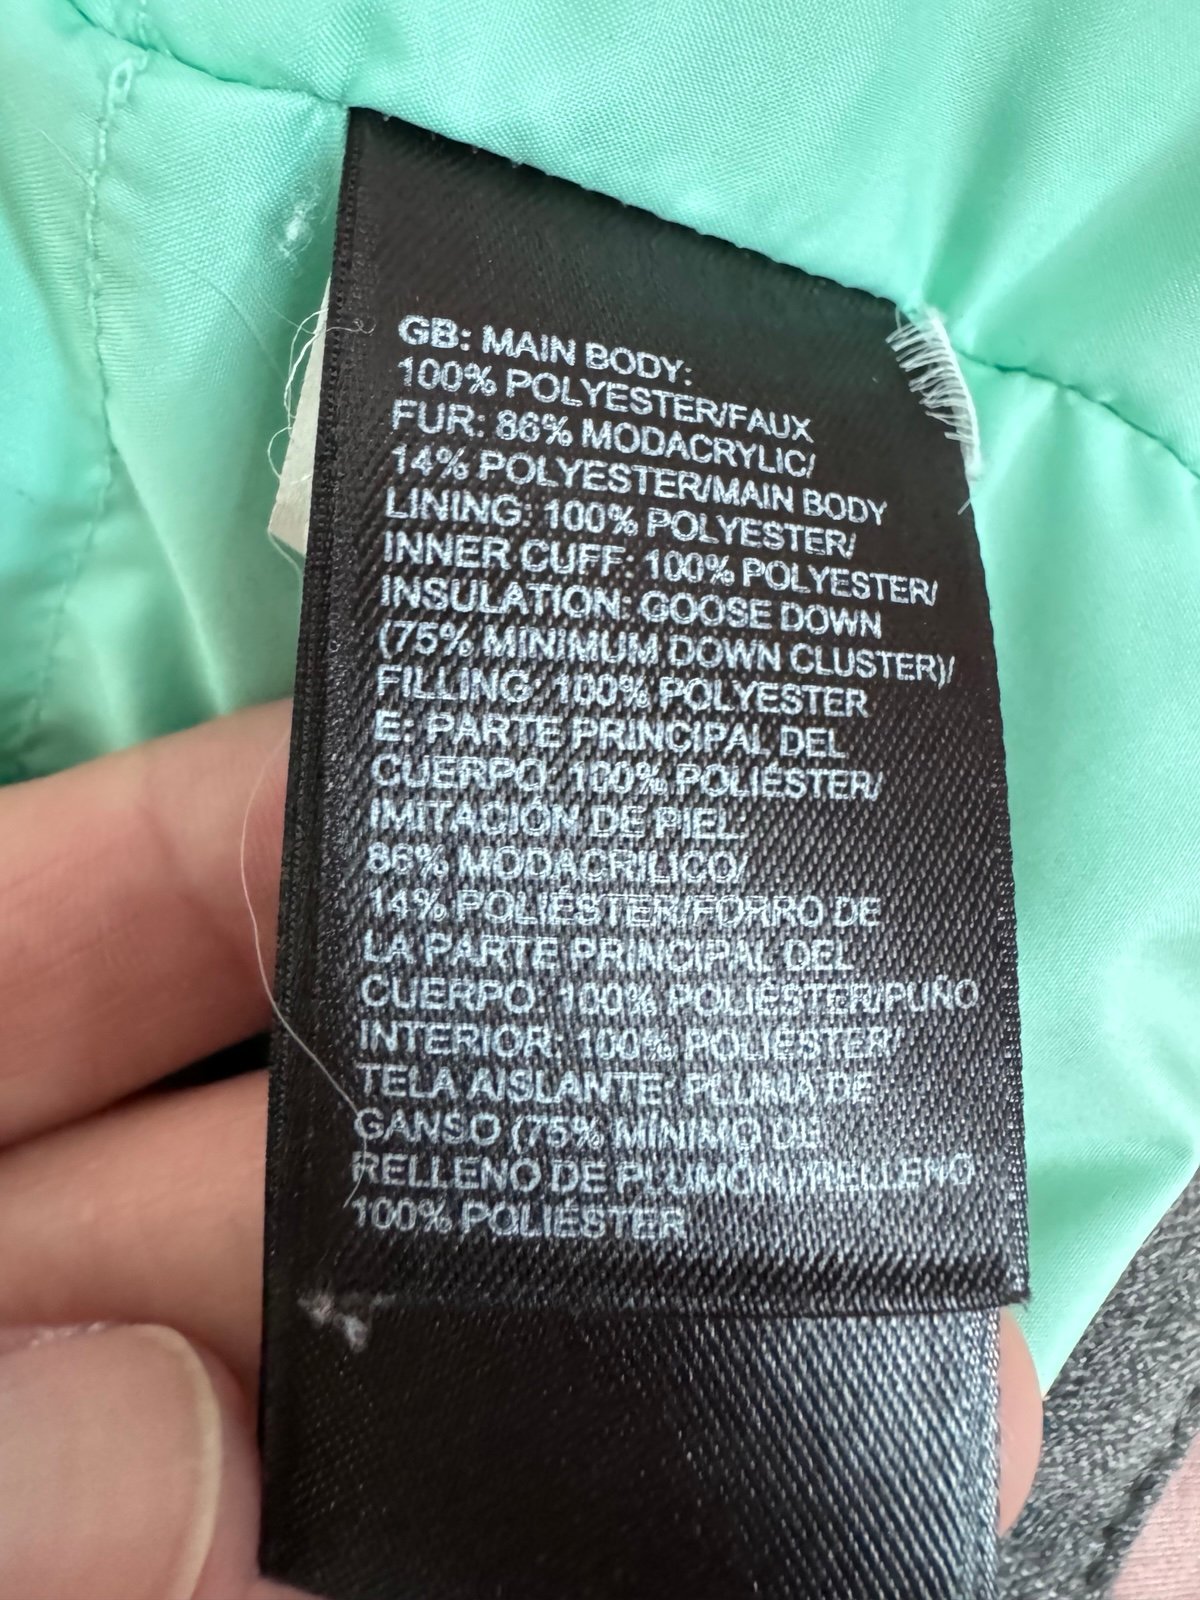 GB: MAIN BODY:
100% POLYESTER/FAUX
FUR: 86% MODACRYLIC/
14% POLYESTER/MAIN BODY
LINING: 100% POLYESTER/
INNER CUFF: 100% POLYESTER/
INSULATION: GOOSE DOWN
(75% MINIMUM DOWN CLUSTER)/
FILLING: 100% POLYESTER
E: PARTE PRINCIPAL DEL
CUERPO: 100% POLIÉSTER/
IMITACIÓN DE PIEL:
86% MODACRILICO/
14% POLIÉSTER/FORRO DE
LA PARTE PRINCIPAL DEL
CUERPO: 100% POLIÉSTER/PUÑO
INTERIOR: 100% POLIÉSTER/
TELA AISLANTE: PLUMA DE
GANSO (75% MÍNIMO DE
RELLENO DE PLUMÓN)/RELLENO
100% POLIÉSTER